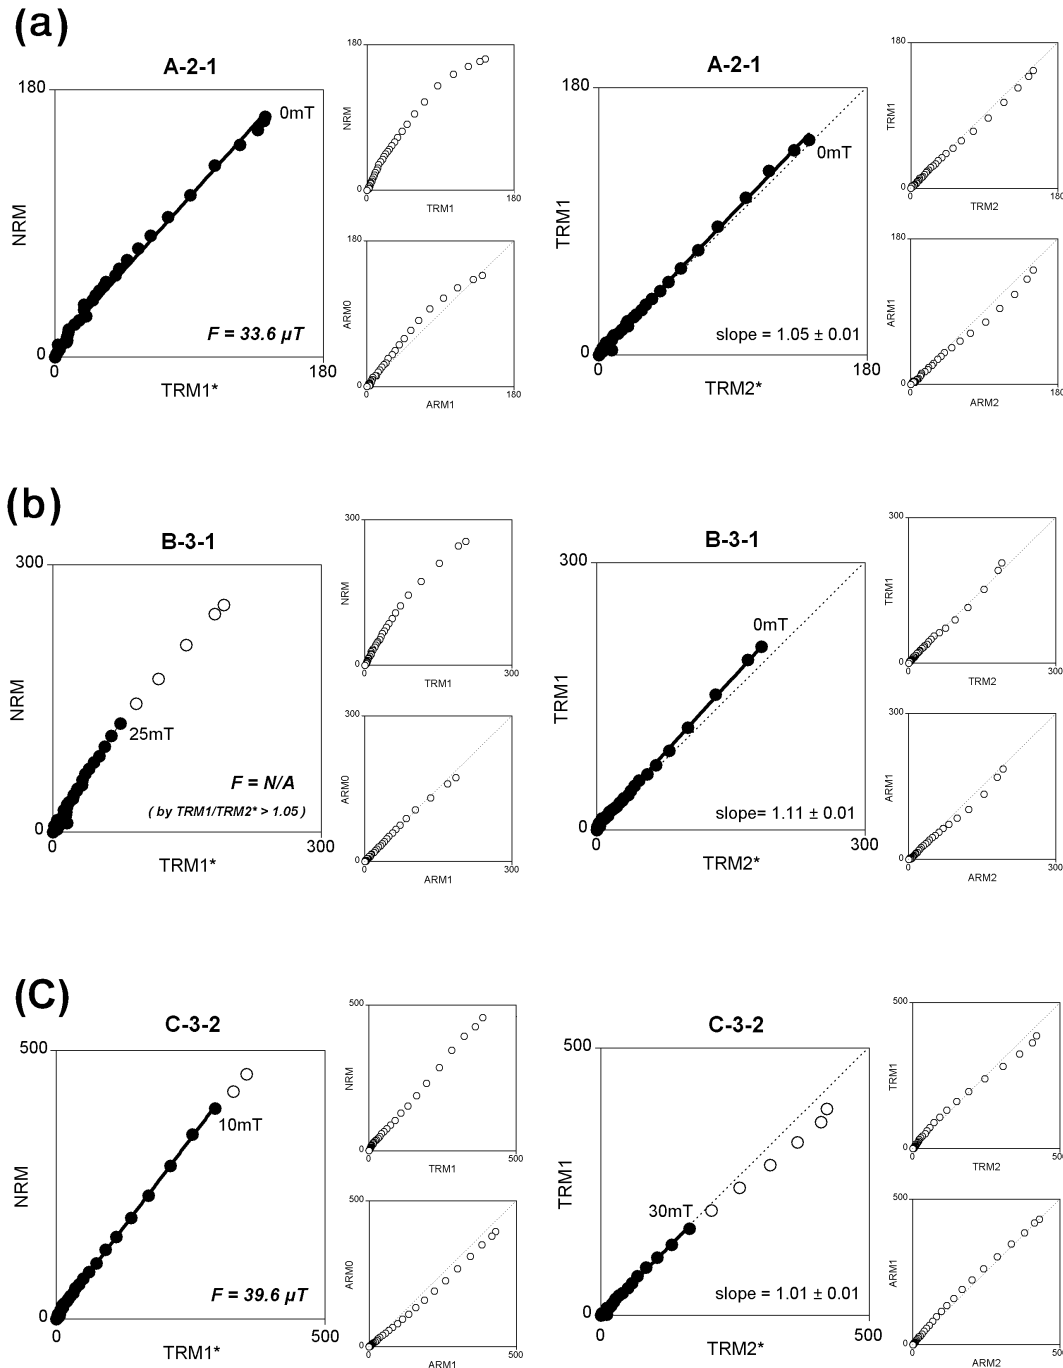 (a)
A-2-1
180
NRM
0mT
F = 33.6 µT
0
0
180
TRM1*
180
NRM
0
TRM1
180
180
ARM0
0
0
ARM1
180
A-2-1
180
TRM1
0mT
slope = 1.05 ± 0.01
0
0
180
TRM2*
180
TRM1
0
0
TRM2
180
180
ARM1
0
0
ARM2
180
(b)
B-3-1
300
NRM
25mT
F = N/A
( by TRM1/TRM2* > 1.05 )
0
0
300
TRM1*
300
NRM
0
0
TRM1
300
300
ARM0
0
0
ARM1
300
B-3-1
300
TRM1
0mT
slope= 1.11 ± 0.01
0
0
300
TRM2*
300
TRM1
0
0
TRM2
300
300
ARM1
0
0
ARM2
300
(C)
C-3-2
500
NRM
10mT
F = 39.6 µT
0
0
500
TRM1*
500
NRM
0
0
TRM1
500
500
ARM0
0
0
ARM1
500
C-3-2
500
TRM1
30mT
slope = 1.01 ± 0.01
0
0
500
TRM2*
500
TRM1
0
0
TRM2
50
500
ARM1
0
0
ARM2
50